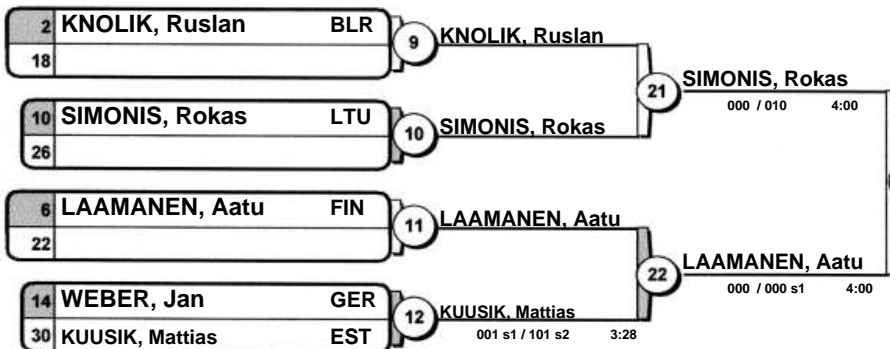 2 KNOLIK, Ruslan BLR
18
9
KNOLIK, Ruslan
10 SIMONIS, Rokas LTU
26
10
SIMONIS, Rokas
21
SIMONIS, Rokas
000 / 010 4:00
6 LAAMANEN, Aatu FIN
22
11
LAAMANEN, Aatu
14 WEBER, Jan GER
30 KUUSIK, Mattias EST
12
KUUSIK, Mattias
001 s1 / 101 s2 3:28
22
LAAMANEN, Aatu
000 / 000 s1 4:00